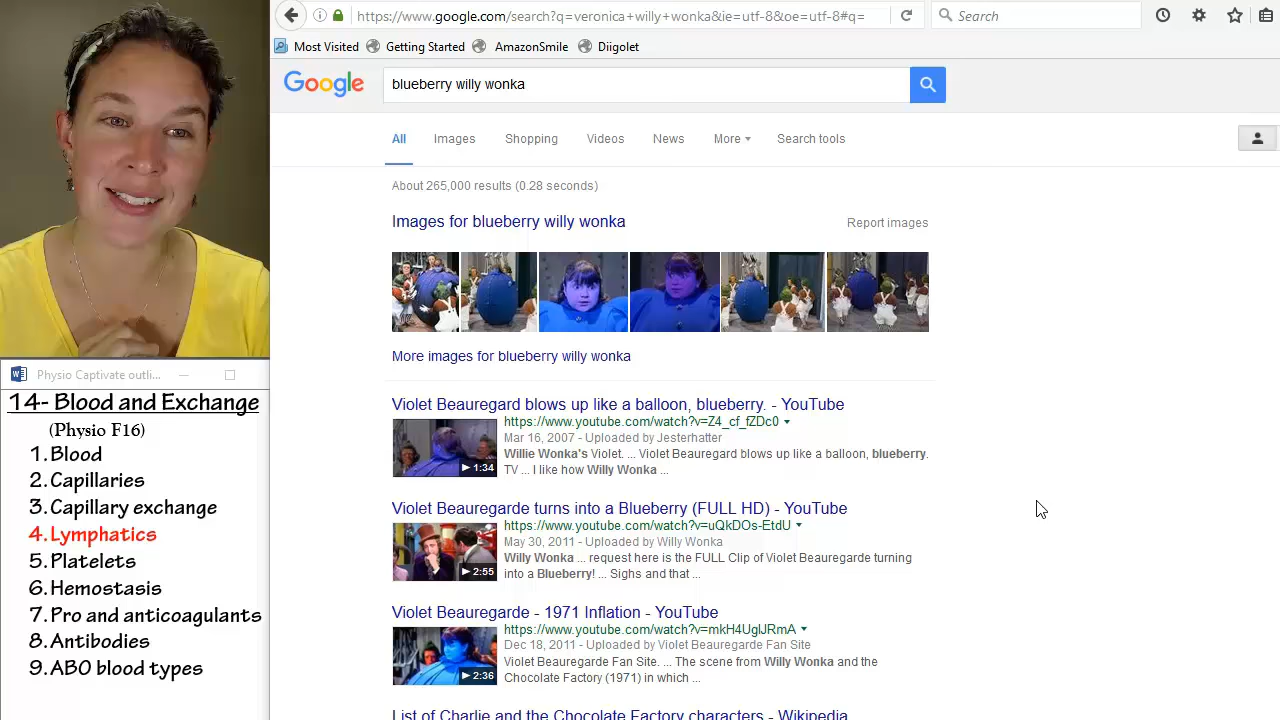 https://www.google.com/search?q=veronica+willy+wonka&ie=utf-8&oe=utf-8#q=
Search
Most Visited
Getting Started
AmazonSmile
Diigolet
Google
blueberry willy wonka
All
Images
Shopping
Videos
News
More
Search tools
About 265,000 results (0.28 seconds)
Images for blueberry willy wonka
Report images
More images for blueberry willy wonka
Violet Beauregard blows up like a balloon, blueberry. - YouTube
https://www.youtube.com/watch?v=Z4_cf_fZDc0
Mar 16, 2007 - Uploaded by Jesterhatter
Willie Wonka's Violet. ... Violet Beauregard blows up like a balloon, blueberry.
TV ... I like how Willy Wonka ...
1:34
Violet Beauregarde turns into a Blueberry (FULL HD) - YouTube
https://www.youtube.com/watch?v=uQkDOs-EtdU
May 30, 2011 - Uploaded by Willy Wonka
Willy Wonka ... request here is the FULL Clip of Violet Beauregarde turning
into a Blueberry! ... Sighs and that ...
2:55
Violet Beauregarde - 1971 Inflation - YouTube
https://www.youtube.com/watch?v=mkH4UglJRmA
Dec 18, 2011 - Uploaded by Violet Beauregarde Fan Site
Violet Beauregarde Fan Site. ... The scene from Willy Wonka and the
Chocolate Factory (1971) in which ...
2:36
List of Charlie and the Chocolate Factory characters - Wikipedia
Physio Captivate outli...
14- Blood and Exchange
(Physio F16)
1. Blood
2. Capillaries
3. Capillary exchange
4. Lymphatics
5. Platelets
6. Hemostasis
7. Pro and anticoagulants
8. Antibodies
9. ABO blood types